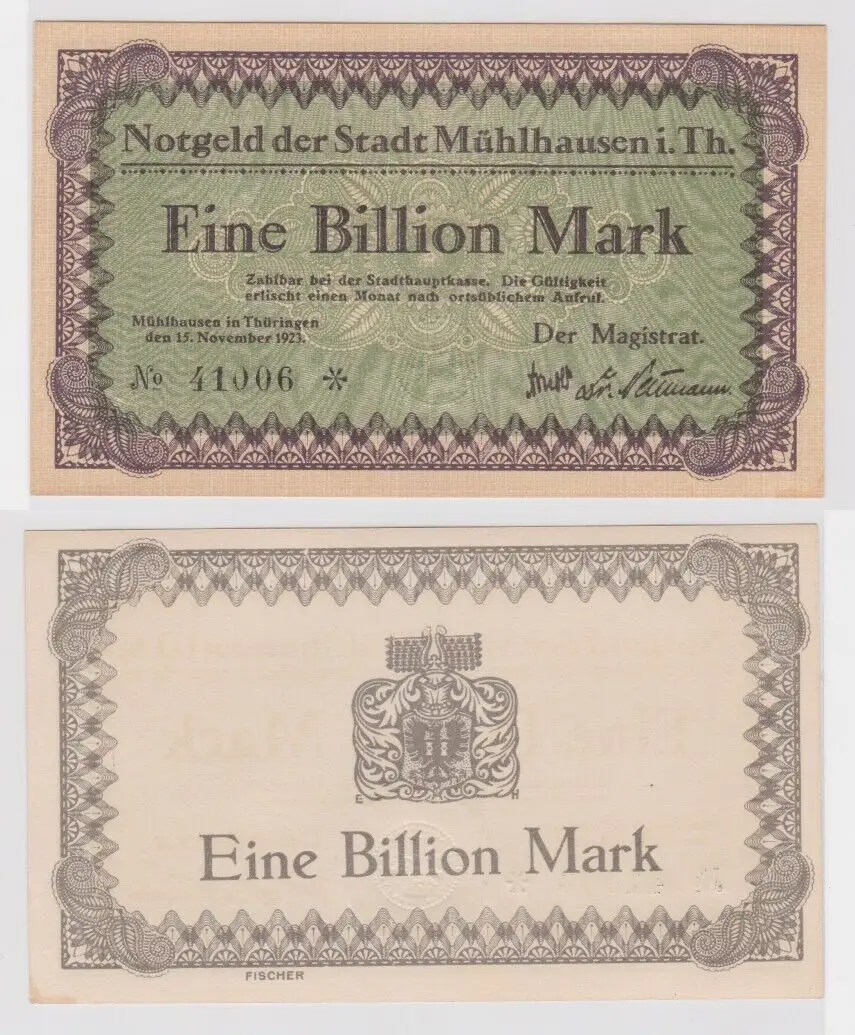 Notgeld der Stadt Mühlhausen i. Th.
Eine Billion Mark
Zahlbar bei der Stadthauptkasse. Die Gültigkeit
erlischt einen Monat nach ortsüblichem Aufruf.
Mühlhausen in Thüringen
den 15. November 1923.
Der Magistrat.
No 41006 *
E H
Eine Billion Mark
FISCHER